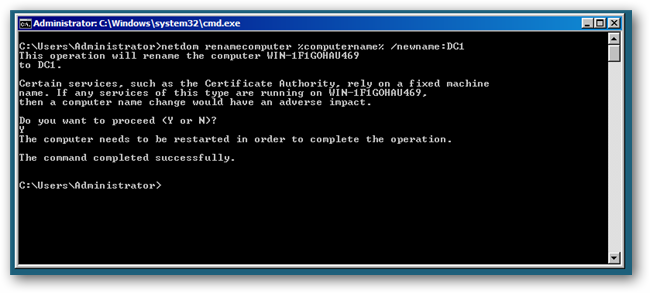 Administrator: C:\Windows\system32\cmd.exe
C:\Users\Administrator>netdom renamecomputer %computername% /newname:DC1
This operation will rename the computer WIN-1F1GOHAU469
to DC1.
Certain services, such as the Certificate Authority, rely on a fixed machine
name. If any services of this type are running on WIN-1F1GOHAU469,
then a computer name change would have an adverse impact.
Do you want to proceed (Y or N)?
Y
The computer needs to be restarted in order to complete the operation.
The command completed successfully.
C:\Users\Administrator>